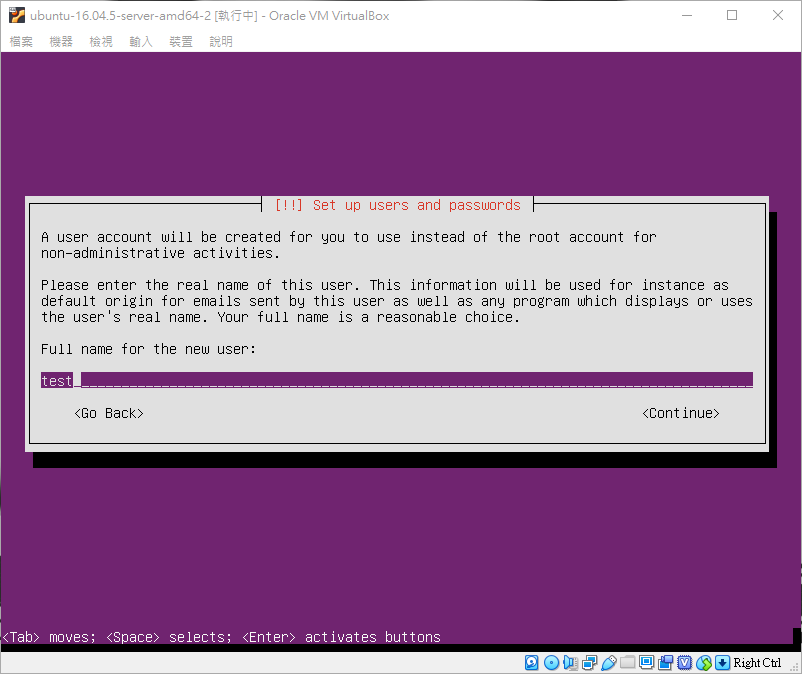 ubuntu-16.04.5-server-amd64-2 [執行中] - Oracle VM VirtualBox
檔案 機器 檢視 輸入 裝置 說明
[!!] Set up users and passwords
A user account will be created for you to use instead of the root account for
non-administrative activities.
Please enter the real name of this user. This information will be used for instance as
default origin for emails sent by this user as well as any program which displays or uses
the user's real name. Your full name is a reasonable choice.
Full name for the new user:
test
<Go Back> <Continue>
<Tab> moves; <Space> selects; <Enter> activates buttons
Right Ctrl